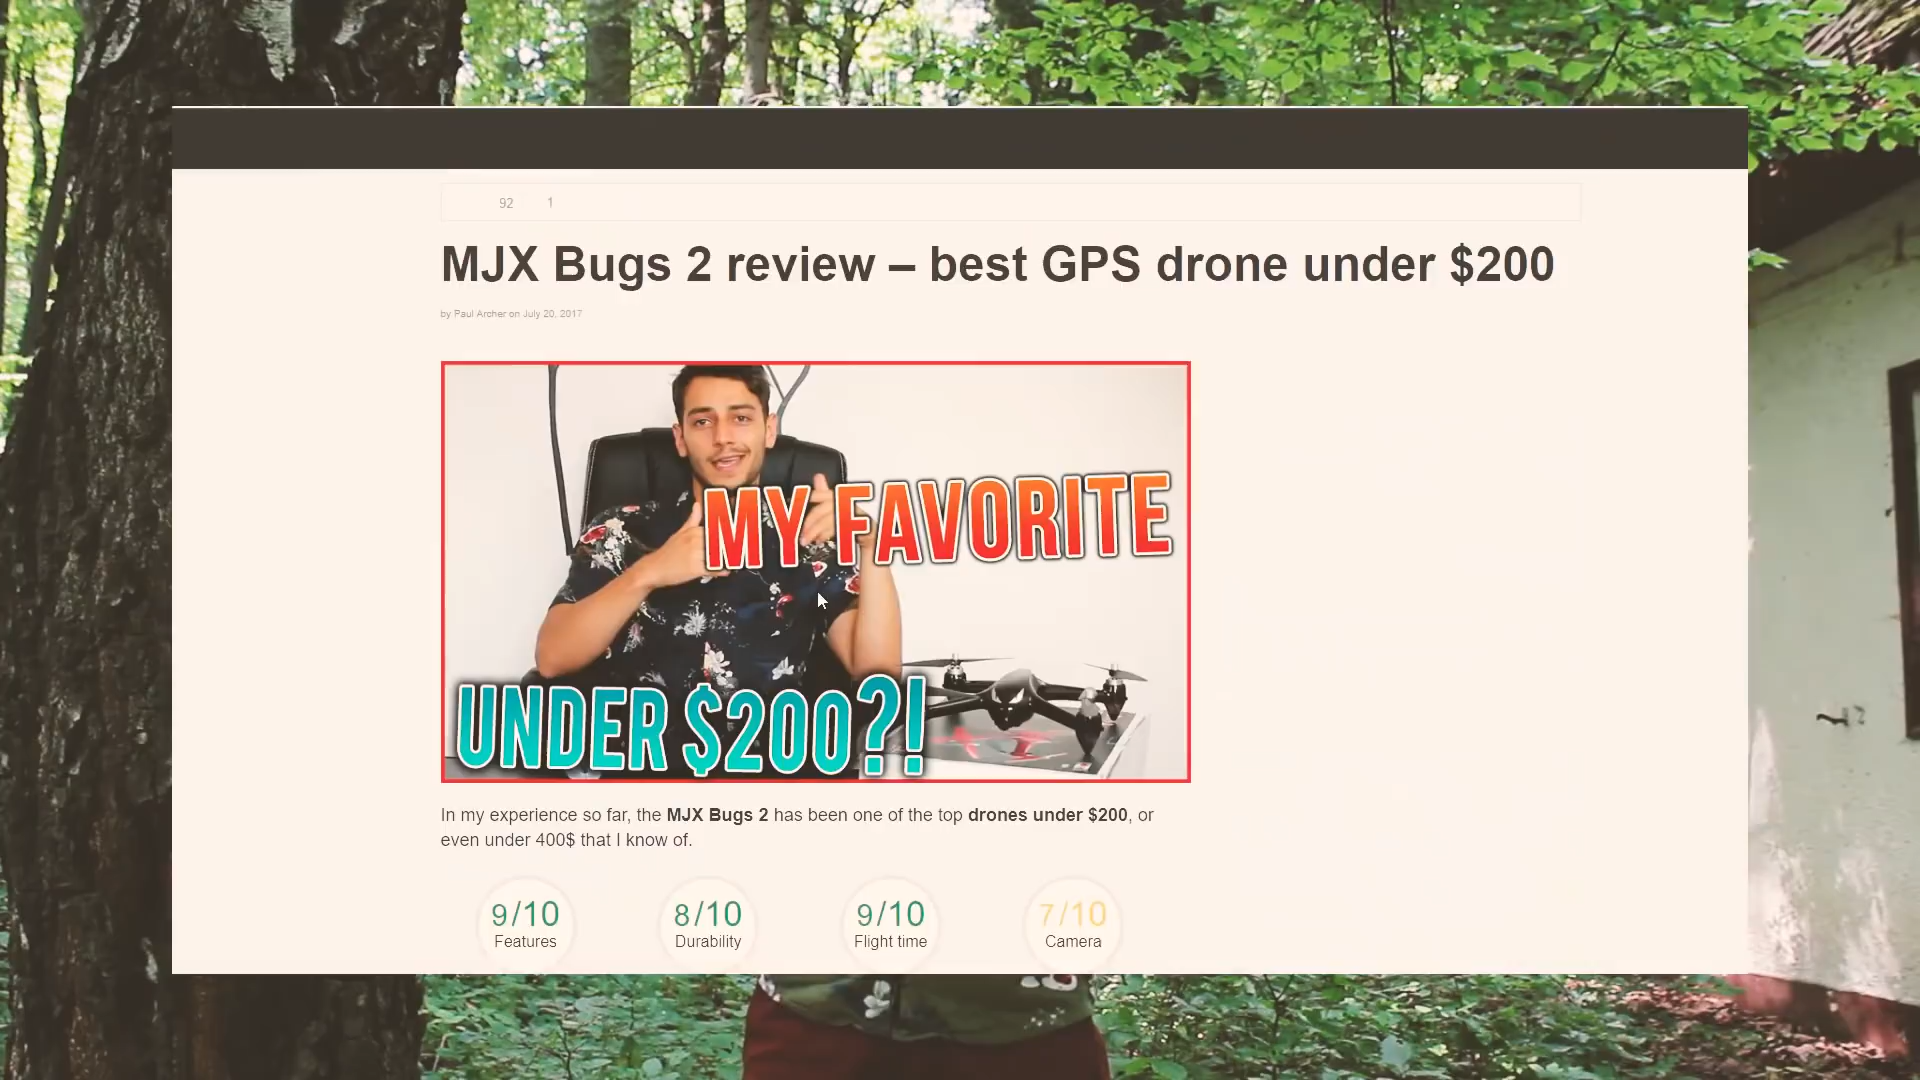 92 1
MJX Bugs 2 review – best GPS drone under $200
by Paul Archer on July 20, 2017
MY FAVORITE
UNDER $200?!
In my experience so far, the MJX Bugs 2 has been one of the top drones under $200, or
even under 400$ that I know of.
9/10 8/10 9/10 7/10
Features Durability Flight time Camera